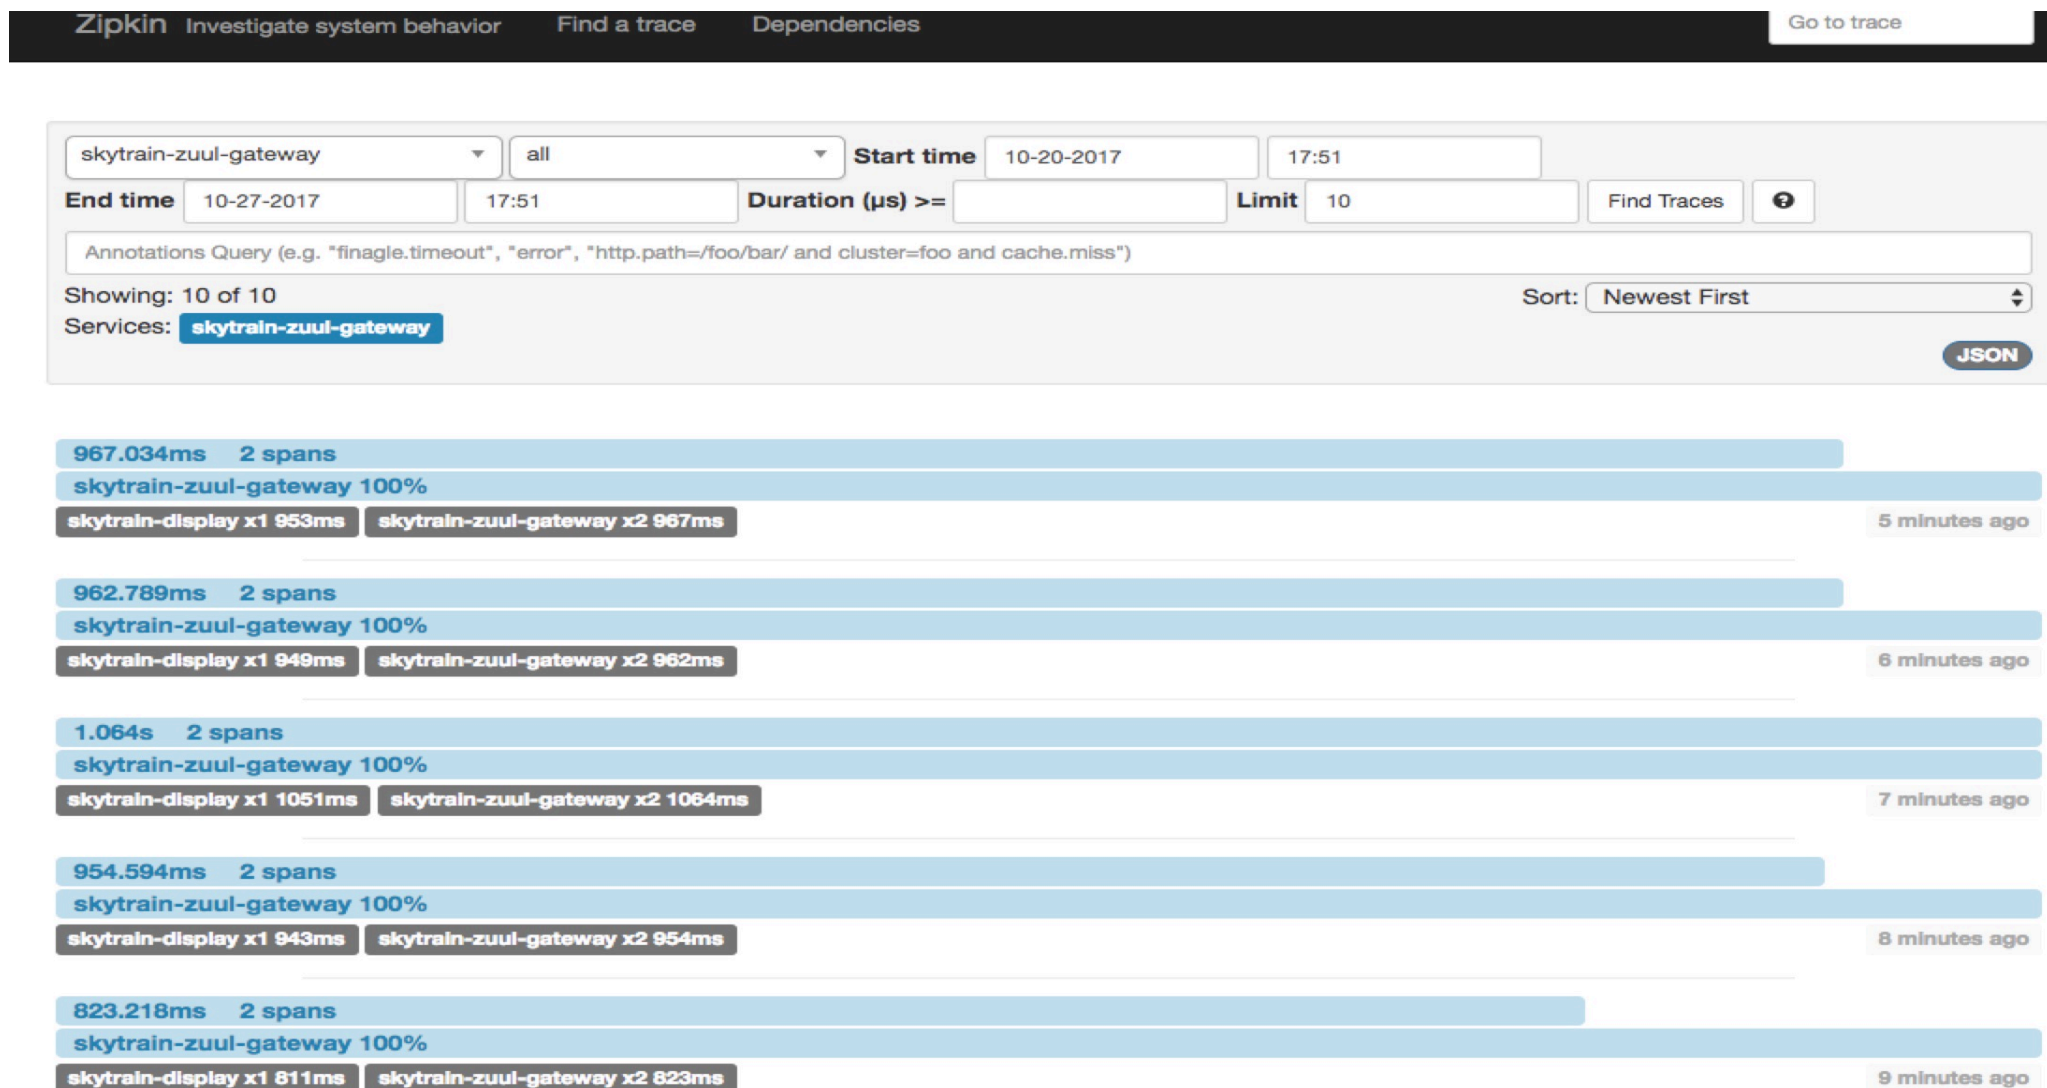 Zipkin Investigate system behavior Find a trace Dependencies Go to trace
skytrain-zuul-gateway all Start time 10-20-2017 17:51
End time 10-27-2017 17:51 Duration (µs) >= Limit 10 Find Traces ?
Annotations Query (e.g. "finagle.timeout", "error", "http.path=/foo/bar/ and cluster=foo and cache.miss")
Showing: 10 of 10 Sort: Newest First
Services: skytrain-zuul-gateway
JSON
967.034ms 2 spans
skytrain-zuul-gateway 100%
skytrain-display x1 953ms skytrain-zuul-gateway x2 967ms 5 minutes ago
962.789ms 2 spans
skytrain-zuul-gateway 100%
skytrain-display x1 949ms skytrain-zuul-gateway x2 962ms 6 minutes ago
1.064s 2 spans
skytrain-zuul-gateway 100%
skytrain-display x1 1051ms skytrain-zuul-gateway x2 1064ms 7 minutes ago
954.594ms 2 spans
skytrain-zuul-gateway 100%
skytrain-display x1 943ms skytrain-zuul-gateway x2 954ms 8 minutes ago
823.218ms 2 spans
skytrain-zuul-gateway 100%
skytrain-display x1 811ms skytrain-zuul-gateway x2 823ms 9 minutes ago